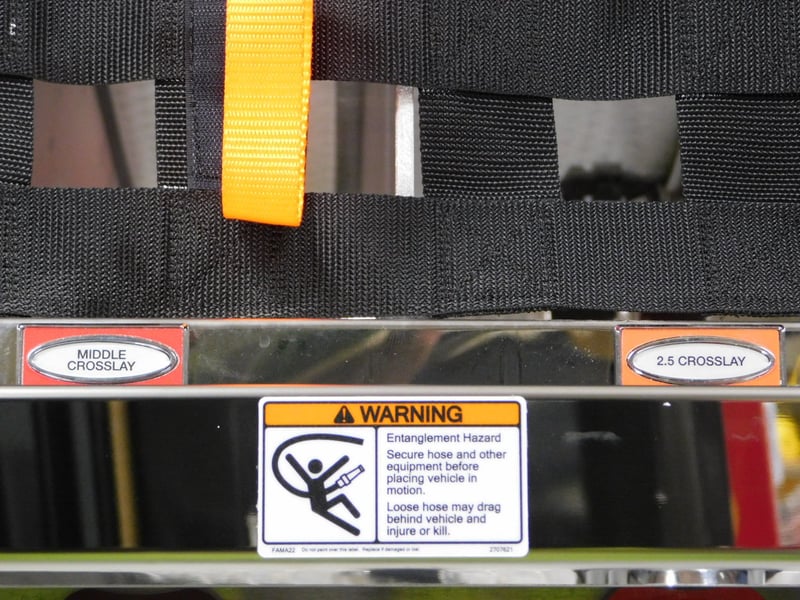 MIDDLE
CROSSLAY
2.5 CROSSLAY
WARNING
Entanglement Hazard
Secure hose and other
equipment before
placing vehicle in
motion.
Loose hose may drag
behind vehicle and
injure or kill.
FAMA22 Do not paint over this label. Replace if damaged or lost. 2707621